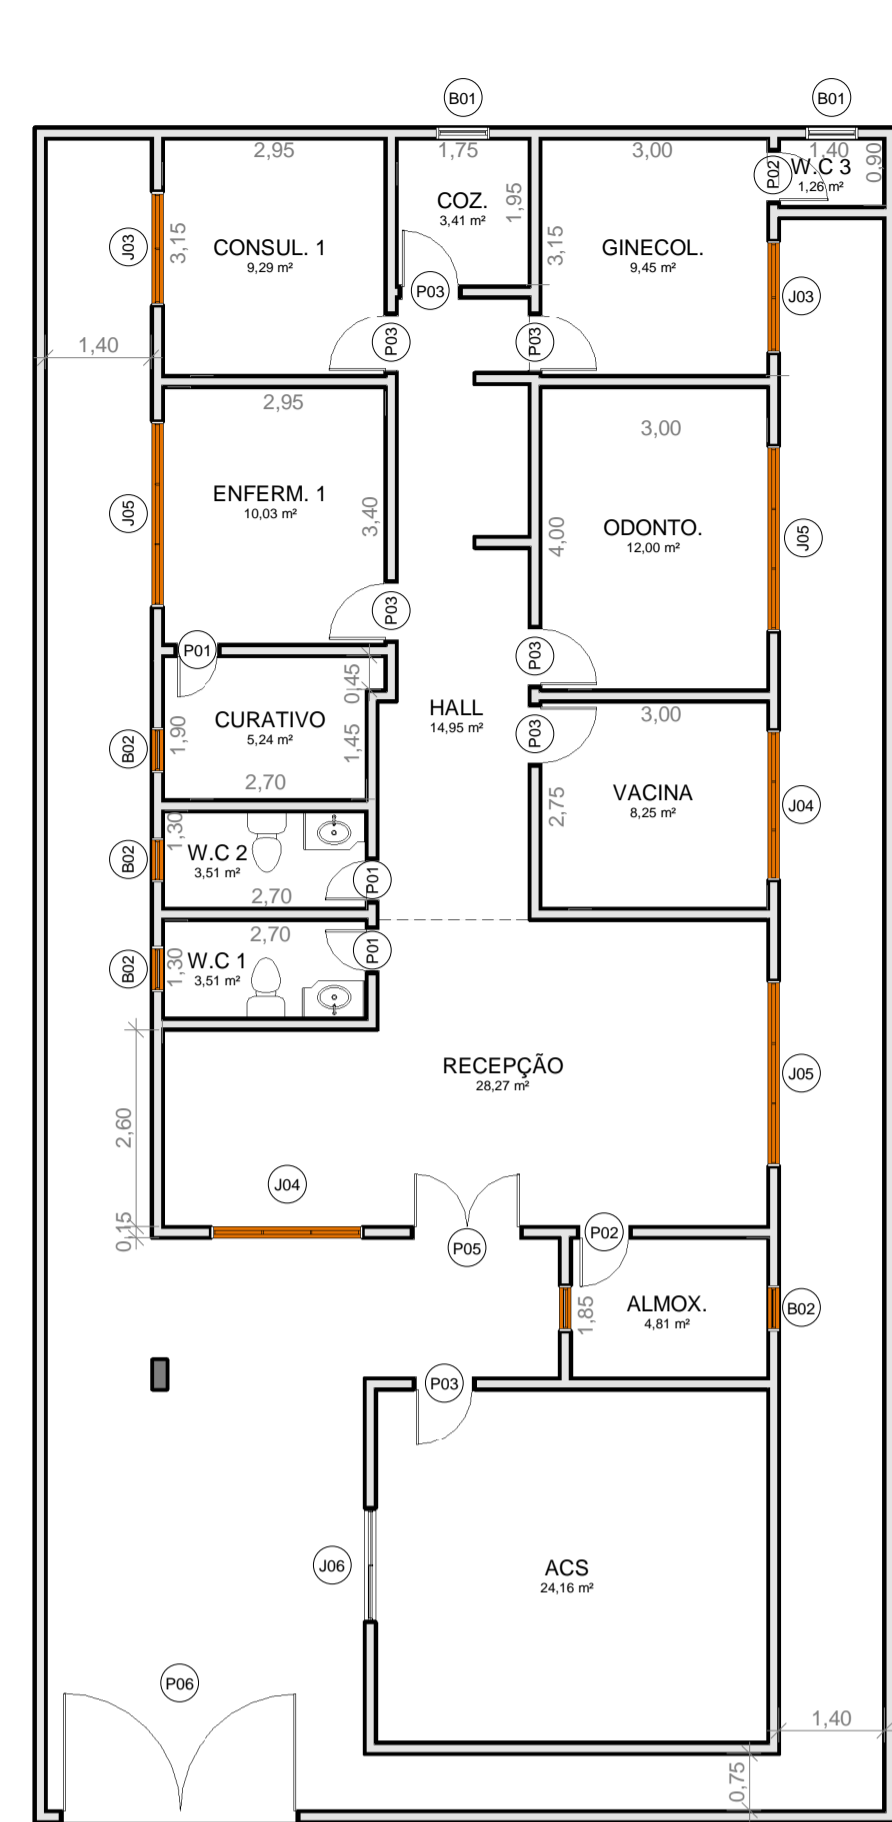 B01
B01
2,95
1,75
3,00
1,40
0,90
P02
W.C 3
1,26 m²
COZ.
3,41 m²
1,95
J03
3,15
CONSUL. 1
9,29 m²
3,15
GINECOL.
9,45 m²
P03
J03
1,40
P03
P03
2,95
3,00
ENFERM. 1
10,03 m²
J05
3,40
4,00
ODONTO.
12,00 m²
J05
P03
P01
P03
0,45
CURATIVO
5,24 m²
1,90
1,45
B02
2,70
HALL
14,95 m²
P03
3,00
VACINA
8,25 m²
2,75
J04
1,30
W.C 2
3,51 m²
B02
2,70
P01
2,70
P01
W.C 1
3,51 m²
B02
1,30
RECEPÇÃO
28,27 m²
J05
2,60
J04
0,15
P05
P02
ALMOX.
4,81 m²
1,85
B02
P03
J06
ACS
24,16 m²
P06
1,40
0,75